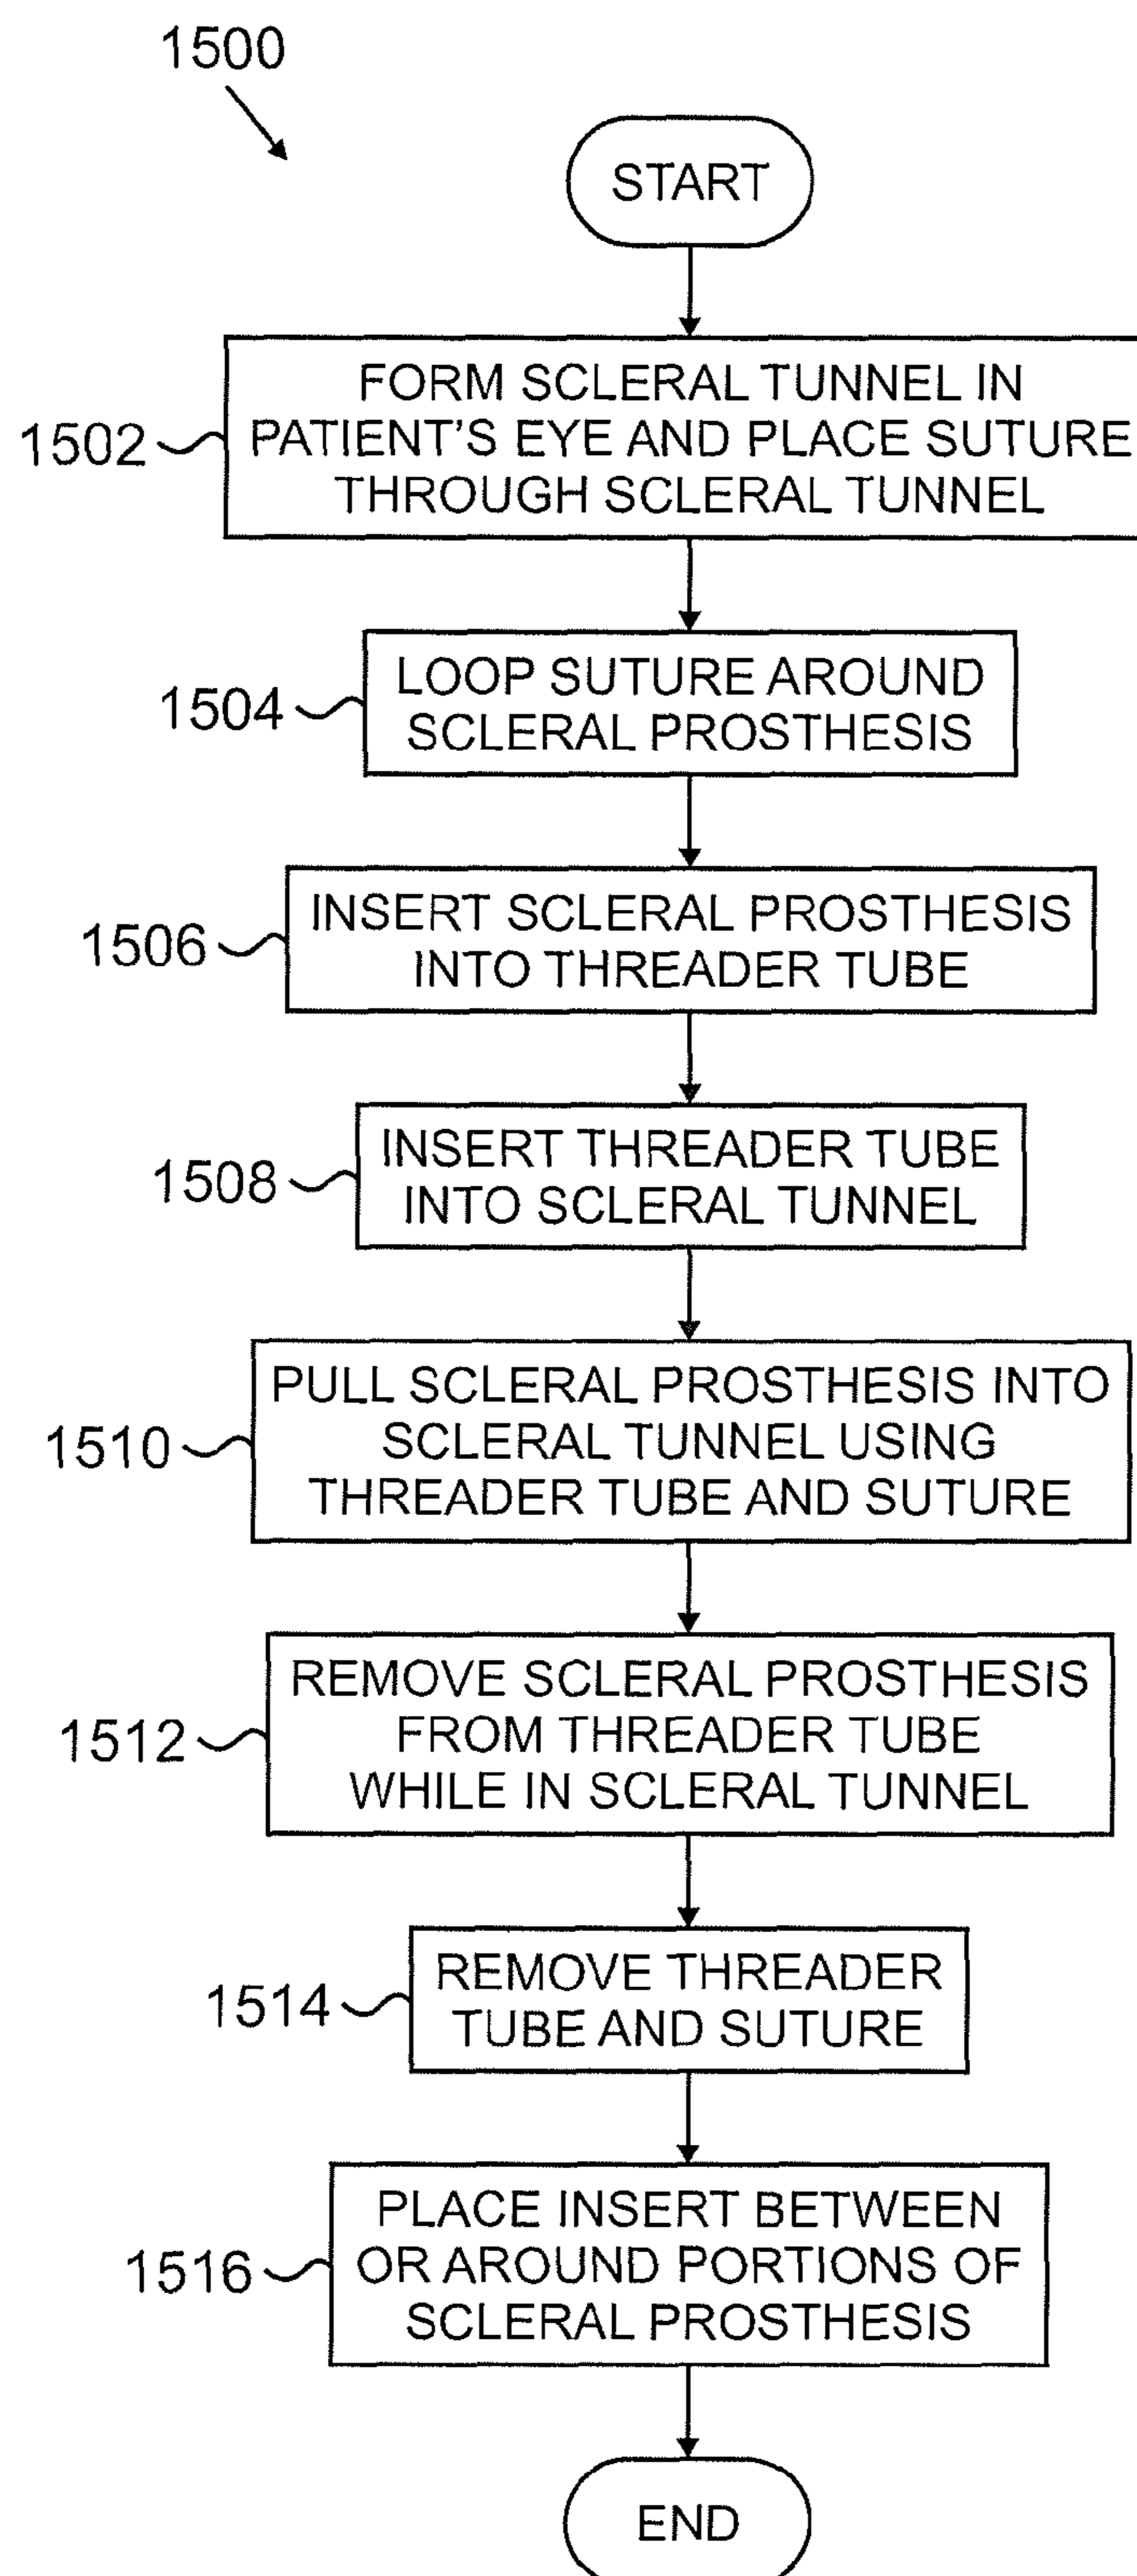 1500
START
1502
FORM SCLERAL TUNNEL IN
PATIENT'S EYE AND PLACE SUTURE
THROUGH SCLERAL TUNNEL
1504
LOOP SUTURE AROUND
SCLERAL PROSTHESIS
1506
INSERT SCLERAL PROSTHESIS
INTO THREADER TUBE
1508
INSERT THREADER TUBE
INTO SCLERAL TUNNEL
1510
PULL SCLERAL PROSTHESIS INTO
SCLERAL TUNNEL USING
THREADER TUBE AND SUTURE
1512
REMOVE SCLERAL PROSTHESIS
FROM THREADER TUBE
WHILE IN SCLERAL TUNNEL
1514
REMOVE THREADER
TUBE AND SUTURE
1516
PLACE INSERT BETWEEN
OR AROUND PORTIONS OF
SCLERAL PROSTHESIS
END